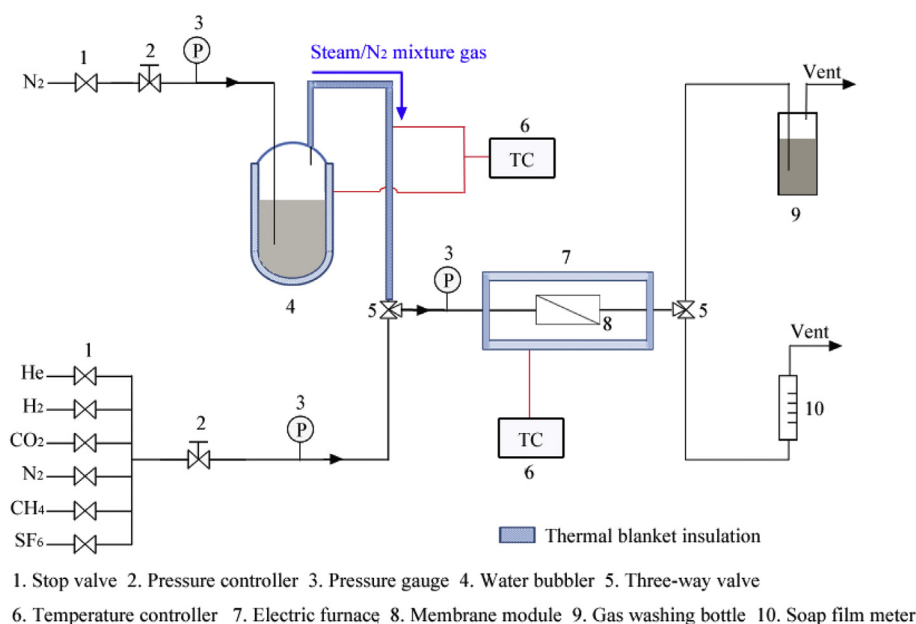 3
Vent
1
2
P
Steam/N2 mixture gas
N2
6
TC
9
3
7
4
P
5
8
5
Vent
1
He
H2
3
10
CO2
2
P
TC
N2
6
CH4
Thermal blanket insulation
SF6
1. Stop valve 2. Pressure controller 3. Pressure gauge 4. Water bubbler 5. Three-way valve
6. Temperature controller 7. Electric furnace 8. Membrane module 9. Gas washing bottle 10. Soap film meter